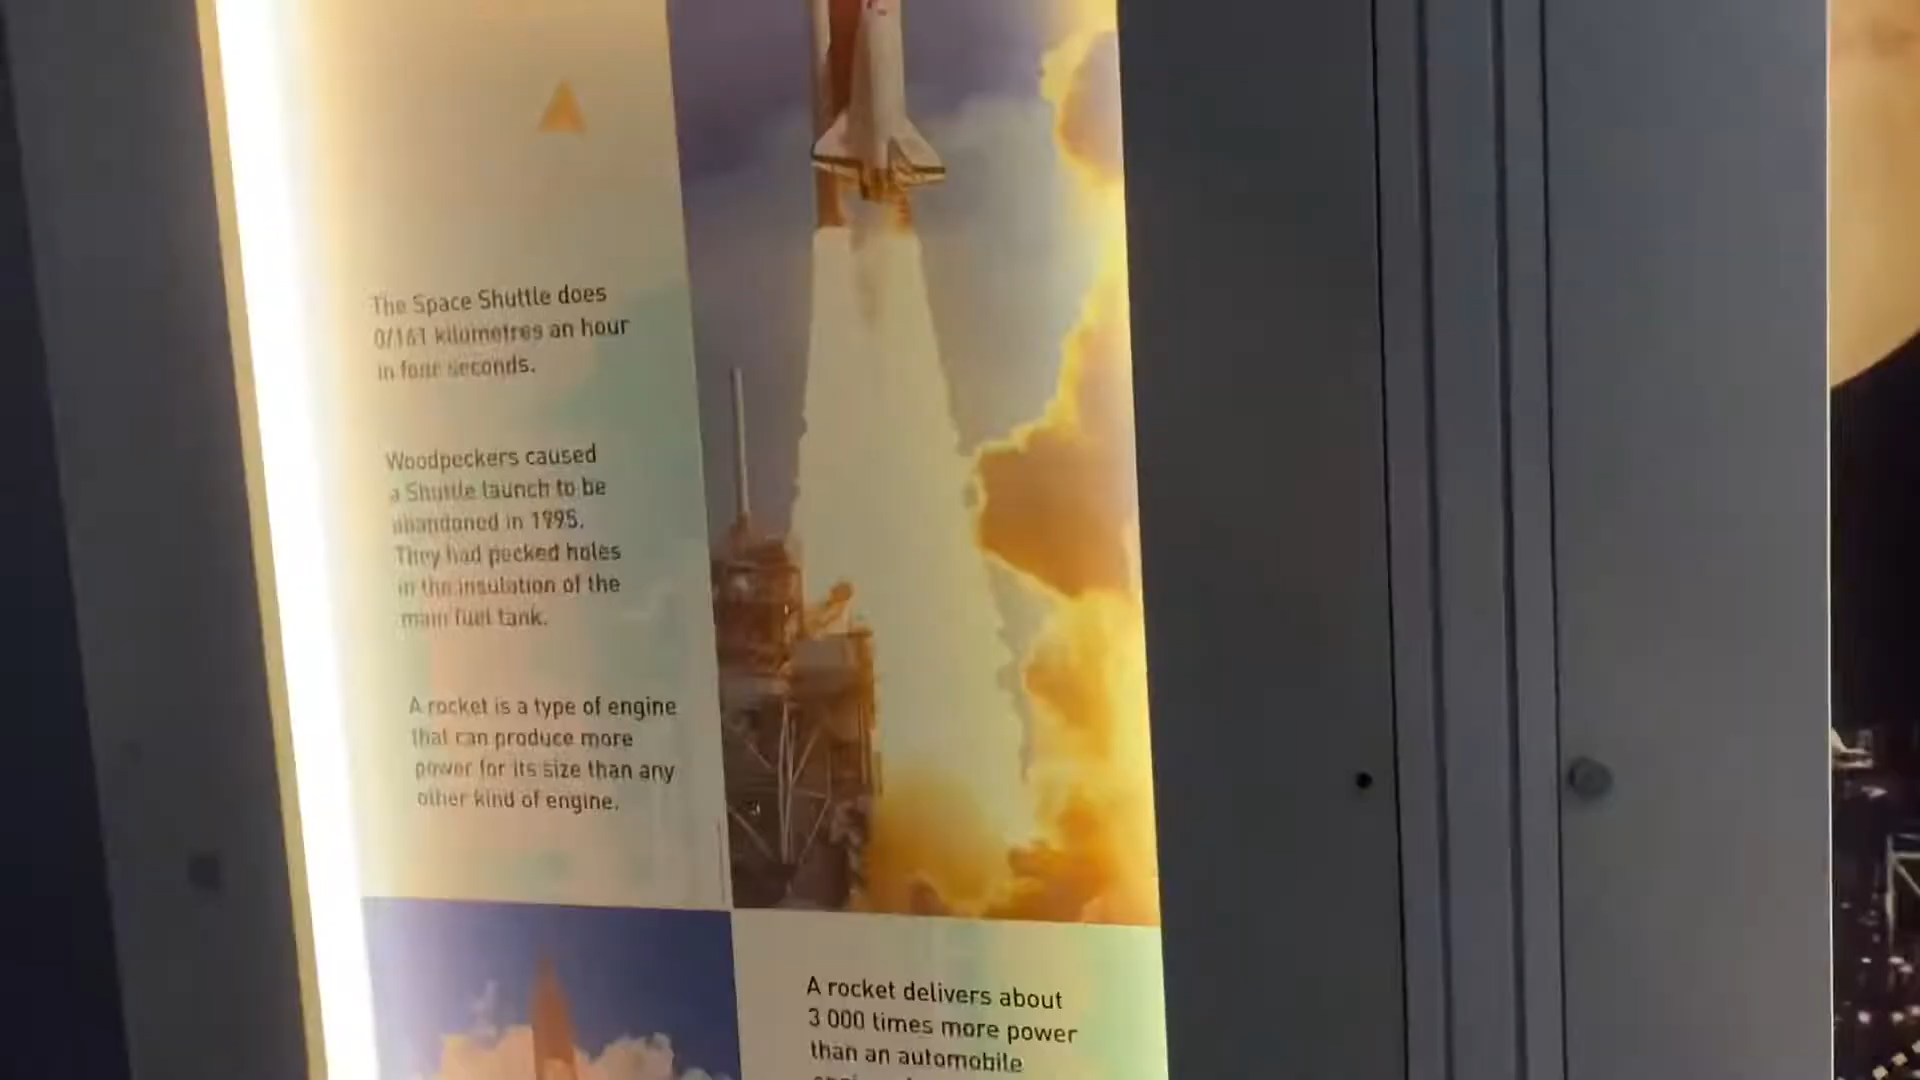 The Space Shuttle does
0/161 kilometres an hour
in four seconds.
Woodpeckers caused
a Shuttle launch to be
abandoned in 1995.
They had pecked holes
in the insulation of the
main fuel tank.
A rocket is a type of engine
that can produce more
power for its size than any
other kind of engine.
A rocket delivers about
3 000 times more power
than an automobile